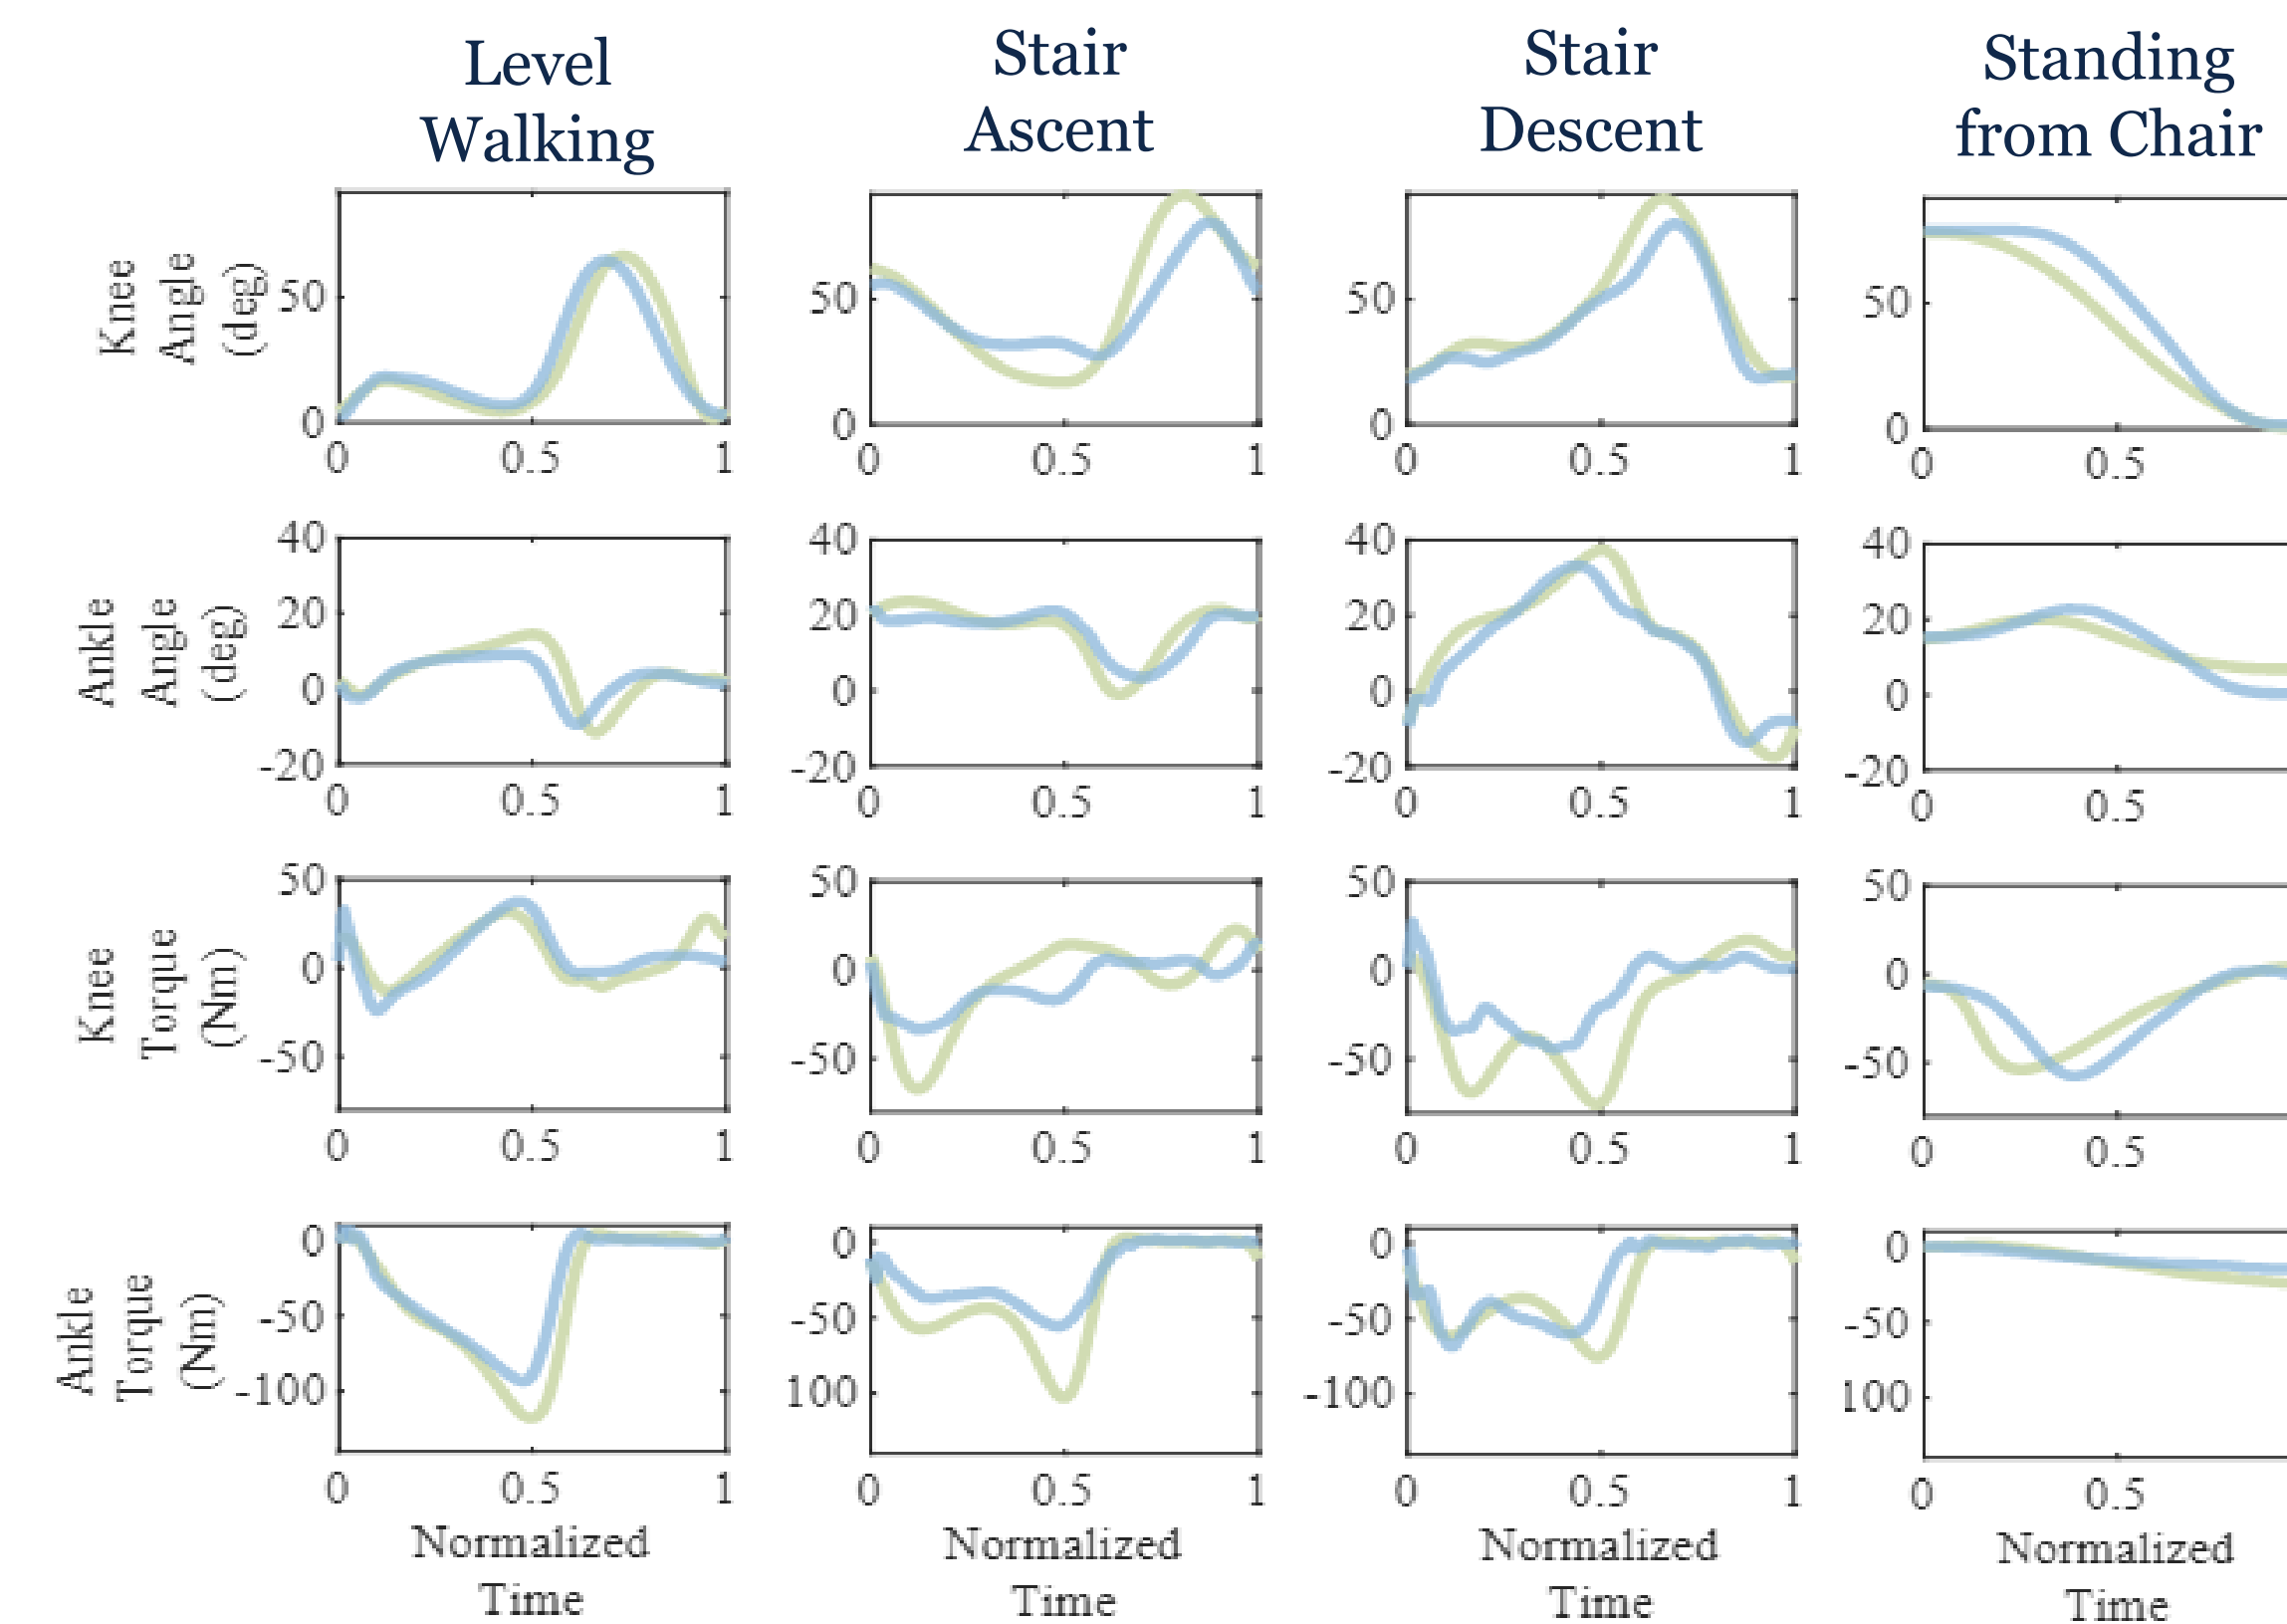 Level
Walking
Stair
Ascent
Stair
Descent
Standing
from Chair
Knee
Angle
(deg)
50
0
0 0.5 1
50
0
0 0.5 1
50
0
0 0.5 1
50
0
0 0.5
Ankle
Angle
(deg)
40
20
0
-20
0 0.5 1
40
20
0
-20
0 0.5 1
40
20
0
-20
0 0.5 1
40
20
0
-20
0 0.5
Knee
Torque
(Nm)
50
0
-50
0 0.5 1
50
0
-50
0 0.5 1
50
0
-50
0 0.5 1
50
0
-50
0 0.5
Ankle
Torque
(Nm)
0
-50
-100
0 0.5 1
0
-50
100
0 0.5 1
0
-50
-100
0 0.5 1
0
-50
100
0 0.5
Normalized
Time
Normalized
Time
Normalized
Time
Normalized
Time